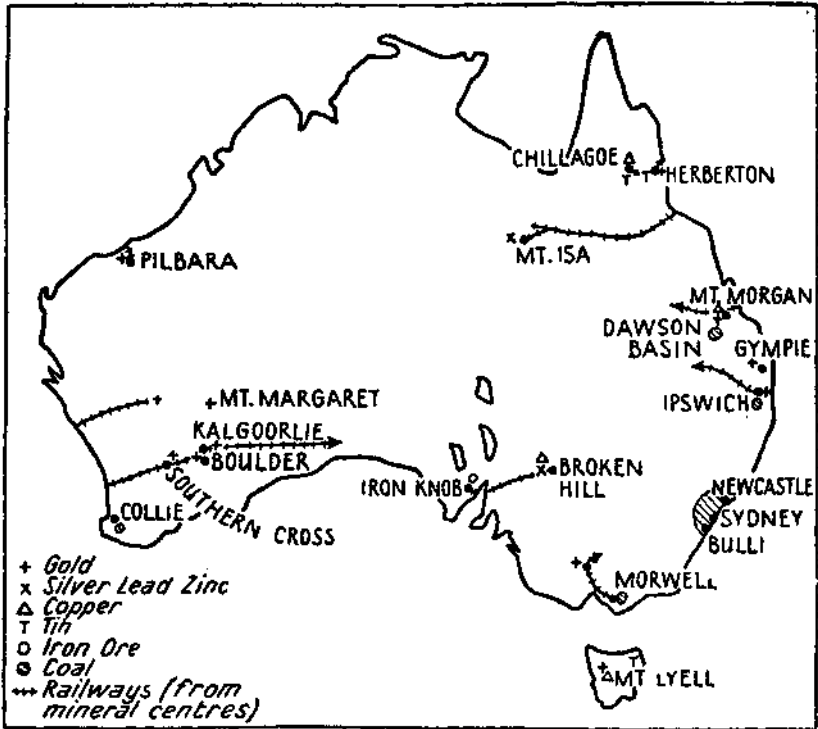 CHILLAGOE
HERBERTON
PILBARA
MT. ISA
MT. MORGAN
DAWSON
BASIN
GYMPIE
IPSWICH
MT. MARGARET
KALGOORLIE
BOULDER
SOUTHERN CROSS
COLLIE
IRON KNOB
BROKEN
HILL
NEWCASTLE
SYDNEY
BULLI
MORWELL
MT LYELL
+ Gold
x Silver Lead Zinc
△ Copper
T Tin
○ Iron Ore
Coal
Railways (from
mineral centres)